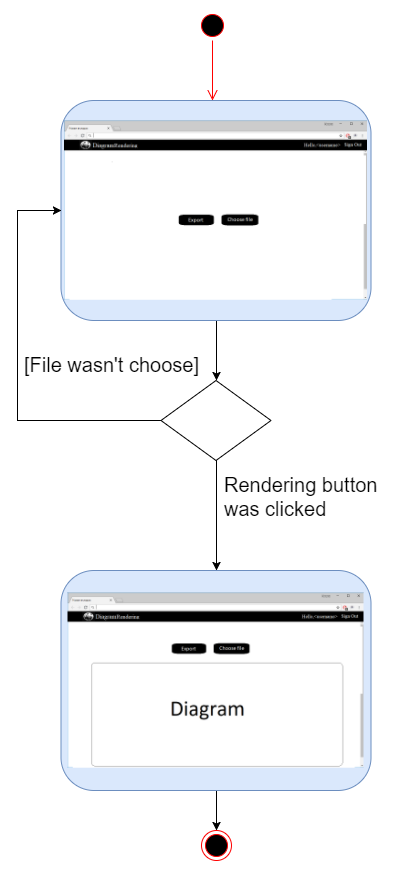 DiagramRendering
Hello <username> Sign Out
Export Choose file
[File wasn't choose]
Rendering button
was clicked
DiagramRendering
Hello <username> Sign Out
Export Choose file
Diagram